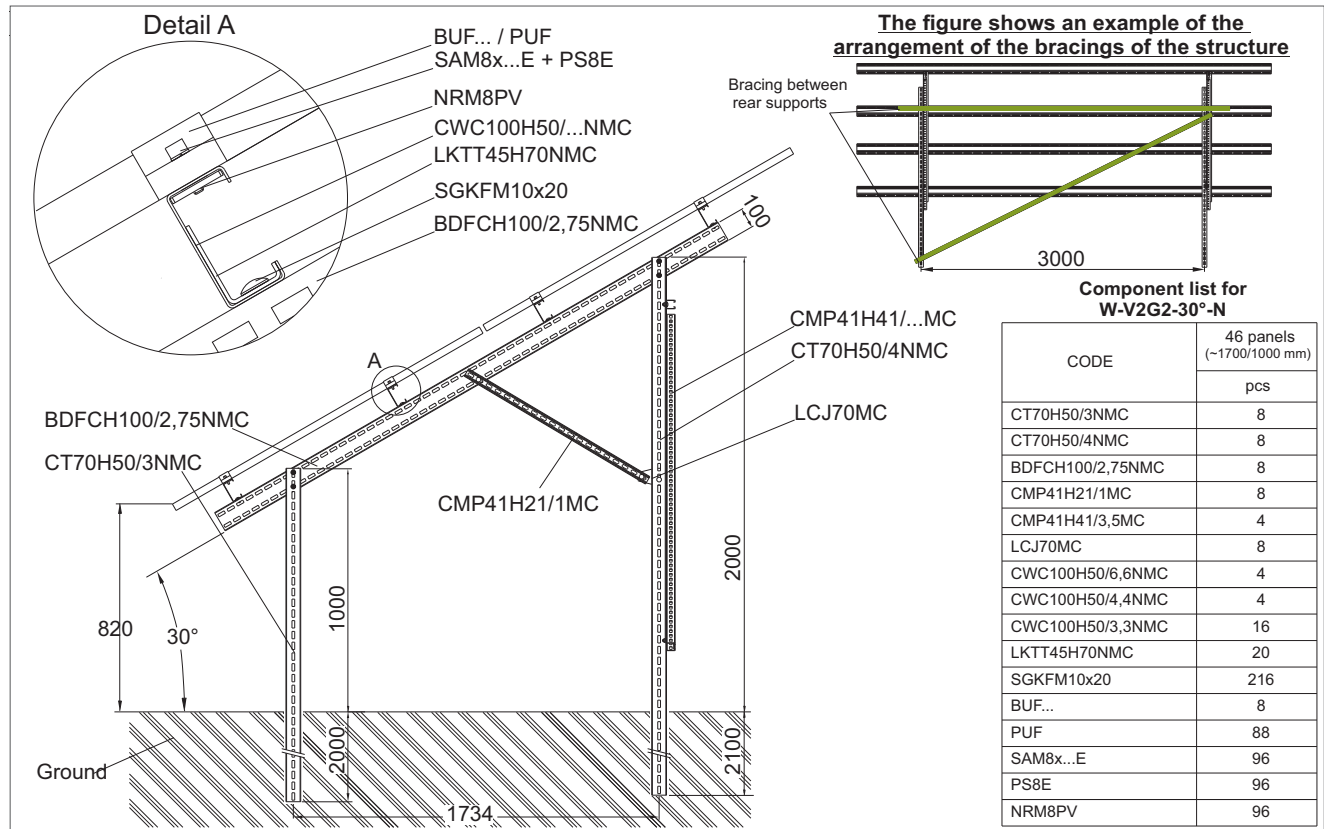 Detail A
BUF... / PUF
SAM8x...E + PS8E
NRM8PV
CWC100H50/...NMC
LKTT45H70NMC
SGKFM10x20
BDFCH100/2,75NMC
The figure shows an example of the
arrangement of the bracings of the structure
Bracing between
rear supports
3000
100
A
CMP41H41/...MC
CT70H50/4NMC
LCJ70MC
BDFCH100/2,75NMC
CT70H50/3NMC
CMP41H21/1MC
820
30°
1000
2000
2000
2100
1734
Ground
Component list for
W-V2G2-30°-N
CODE
46 panels
(~1700/1000 mm)
pcs
CT70H50/3NMC 8
CT70H50/4NMC 8
BDFCH100/2,75NMC 8
CMP41H21/1MC 8
CMP41H41/3,5MC 4
LCJ70MC 8
CWC100H50/6,6NMC 4
CWC100H50/4,4NMC 4
CWC100H50/3,3NMC 16
LKTT45H70NMC 20
SGKFM10x20 216
BUF... 8
PUF 88
SAM8x...E 96
PS8E 96
NRM8PV 96